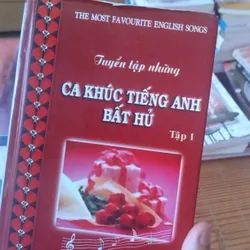 THE MOST FAVOURITE ENGLISH SONGS
Tuyển tập những
CA KHÚC TIẾNG ANH
BẤT HỦ
Tập 1